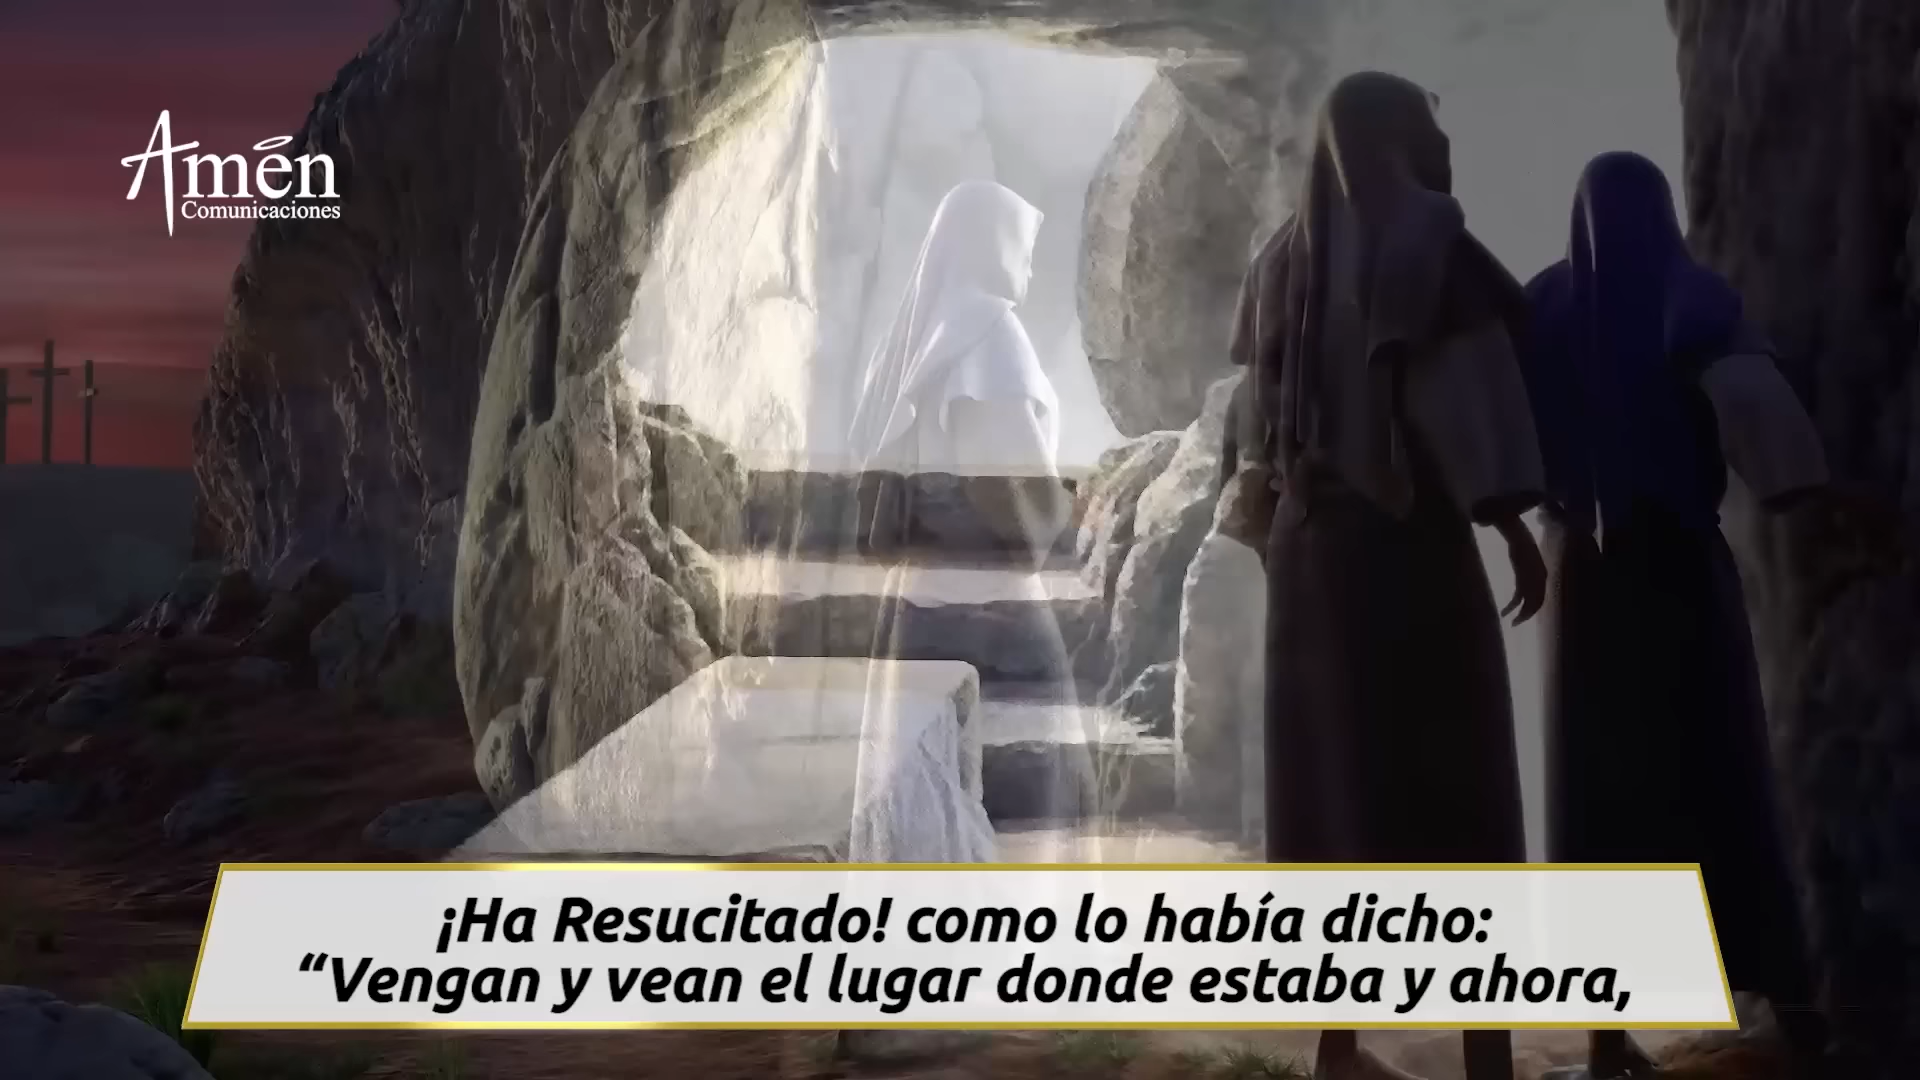 Amén
Comunicaciones
¡Ha Resucitado! como lo había dicho:
“Vengan y vean el lugar donde estaba y ahora,